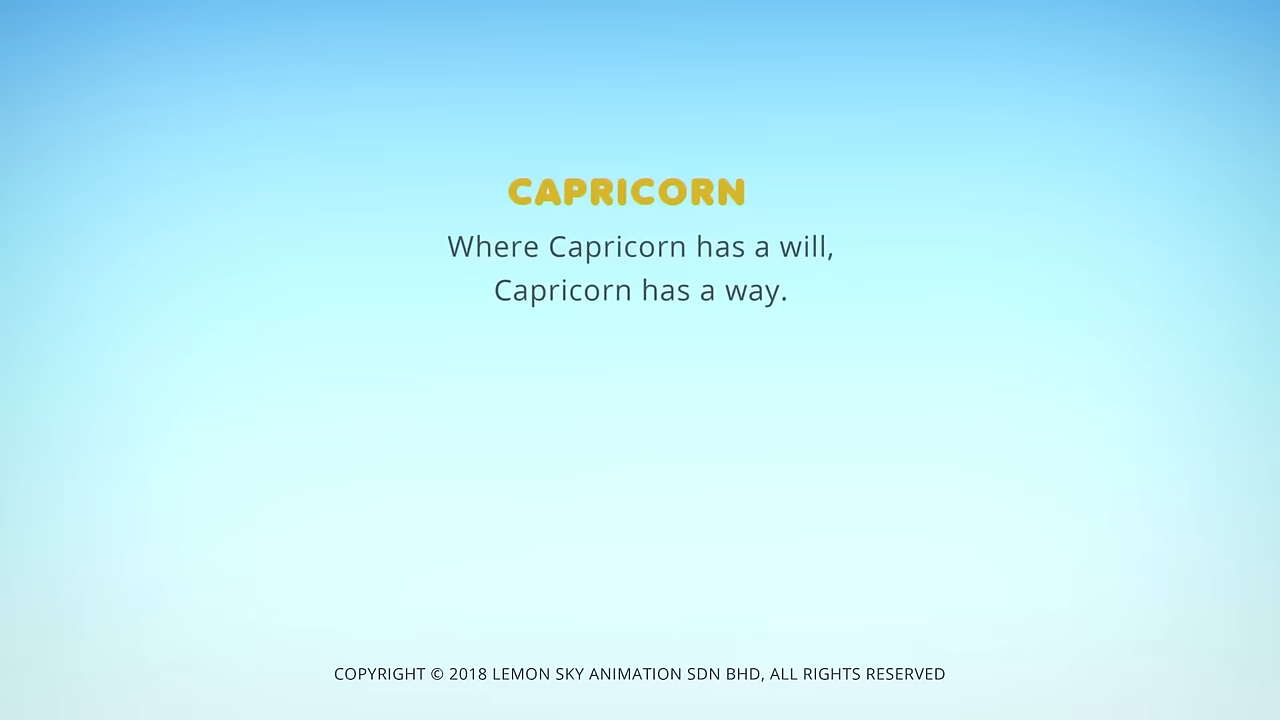 CAPRICORN
Where Capricorn has a will,
Capricorn has a way.
COPYRIGHT © 2018 LEMON SKY ANIMATION SDN BHD, ALL RIGHTS RESERVED